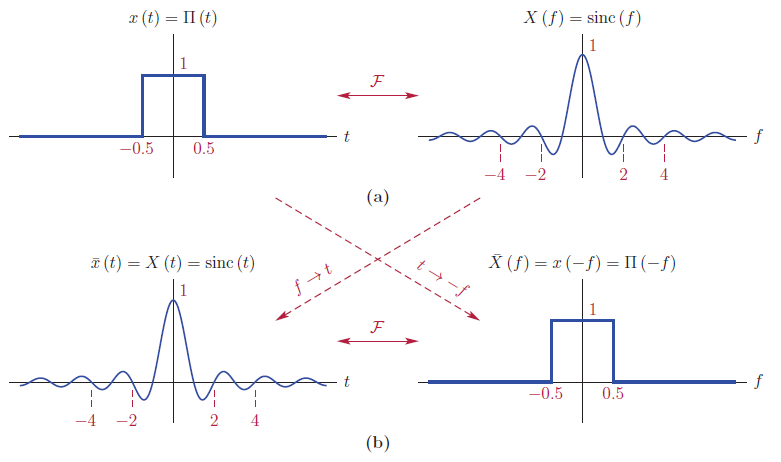 x (t) = Π (t)
X (f) = sinc (f)
1
1
ℱ
t
f
−0.5
0.5
−4
−2
2
4
(a)
f → t
t → −f
x̄ (t) = X (t) = sinc (t)
X̄ (f) = x (−f) = Π (−f)
1
1
ℱ
t
f
−4
−2
2
4
−0.5
0.5
(b)